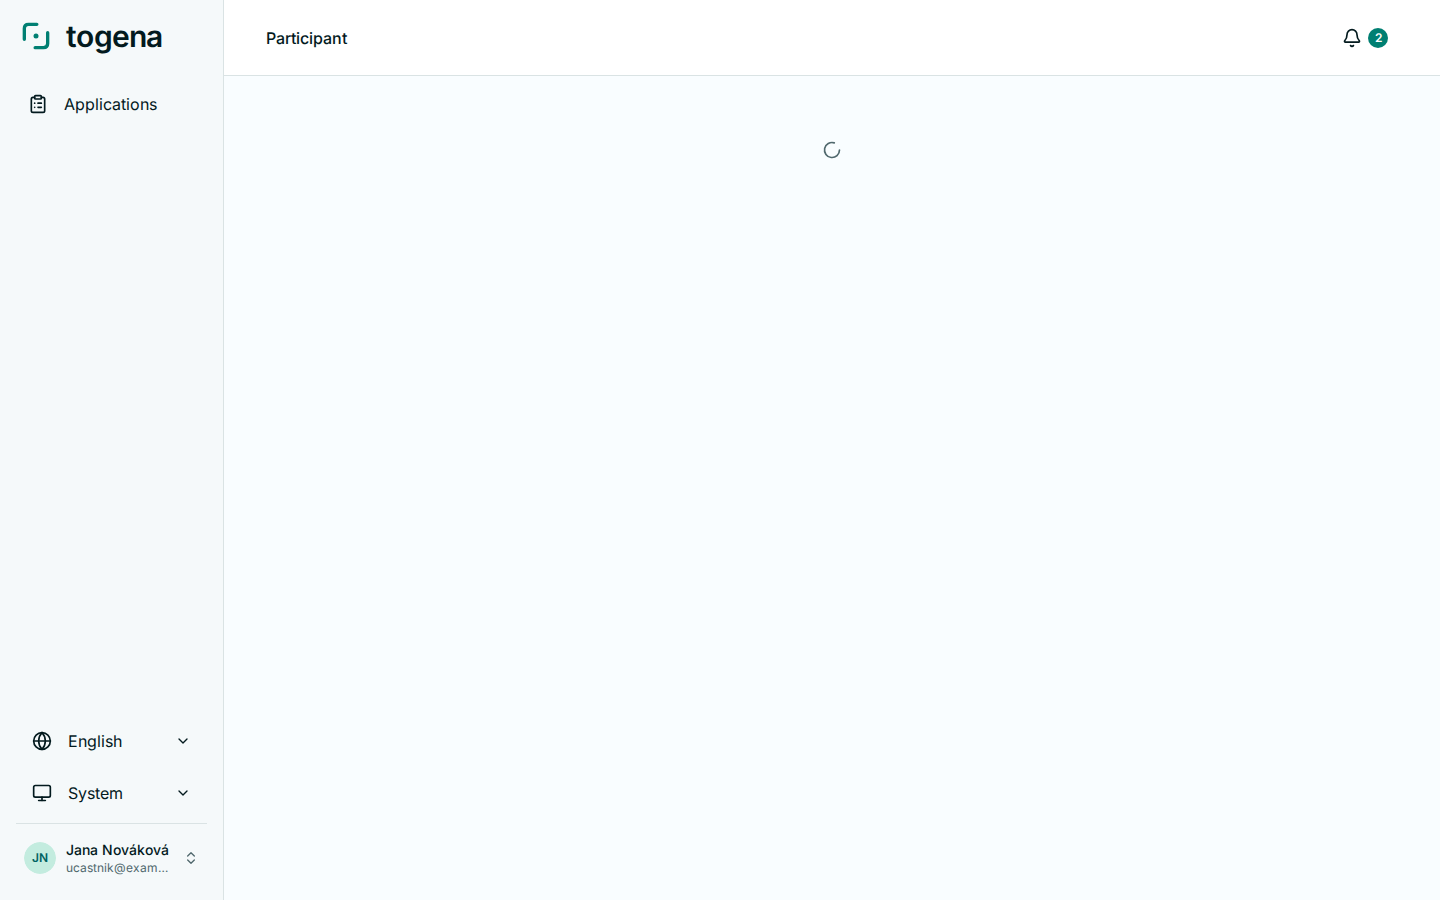 togena
Participant
2
Applications
English
System
JN
Jana Nováková
ucastnik@exam...